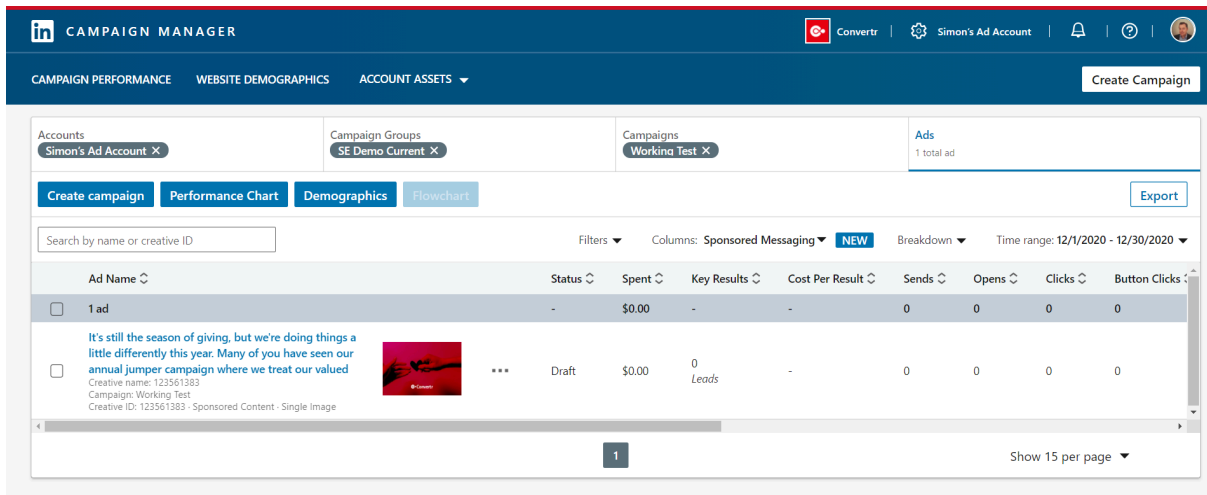 in CAMPAIGN MANAGER
Convertr
Simon's Ad Account
CAMPAIGN PERFORMANCE WEBSITE DEMOGRAPHICS ACCOUNT ASSETS
Create Campaign
Accounts
Simon's Ad Account ×
Campaign Groups
SE Demo Current ×
Campaigns
Working Test ×
Ads
1 total ad
Create campaign Performance Chart Demographics Flowchart
Export
Search by name or creative ID
Filters Columns: Sponsored Messaging NEW Breakdown Time range: 12/1/2020 - 12/30/2020
Ad Name Status Spent Key Results Cost Per Result Sends Opens Clicks Button Clicks
1 ad - $0.00 - - 0 0 0 0
It's still the season of giving, but we're doing things a
little differently this year. Many of you have seen our
annual jumper campaign where we treat our valued
Creative name: 123561383
Campaign: Working Test
Creative ID: 123561383 · Sponsored Content · Single Image
Convertr
Draft $0.00 0 - 0 0 0 0
Leads
1
Show 15 per page